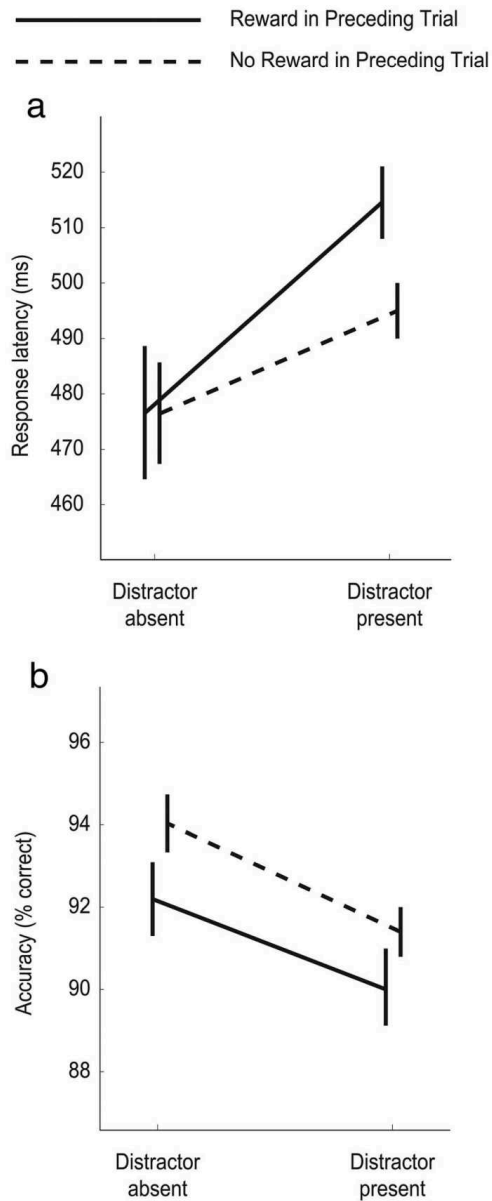 Reward in Preceding Trial
No Reward in Preceding Trial
a
520
510
500
490
480
470
460
Response latency (ms)
Distractor
absent
Distractor
present
b
96
94
92
90
88
Accuracy (% correct)
Distractor
absent
Distractor
present